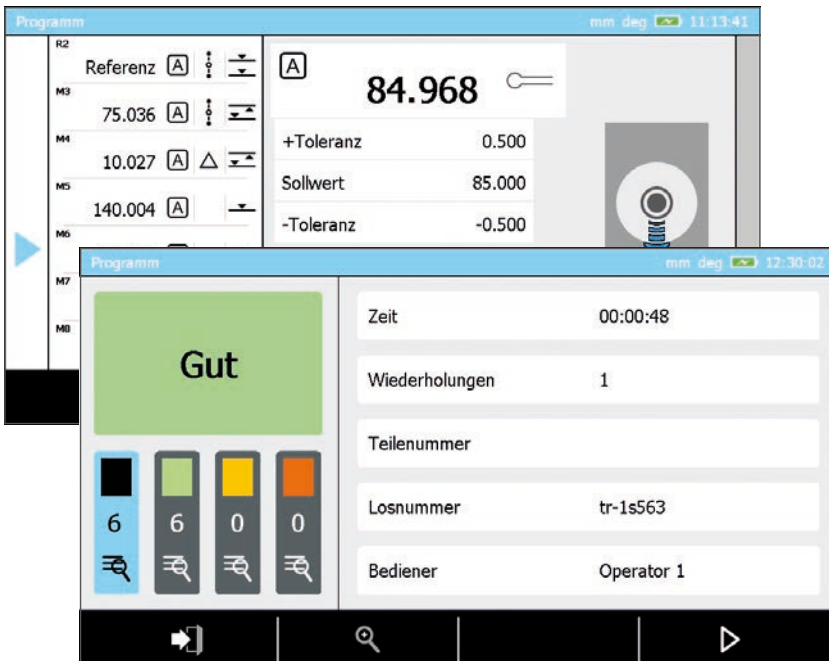 Programm mm deg 11:13:41
R2
Referenz A
M3
75.036 A
M4
10.027 A
M5
140.004 A
M6
M7
M8
A
84.968
+Toleranz 0.500
Sollwert 85.000
-Toleranz -0.500
Programm mm deg 12:30:02
Gut
6 6 0 0
Zeit 00:00:48
Wiederholungen 1
Teilenummer
Losnummer tr-1s563
Bediener Operator 1